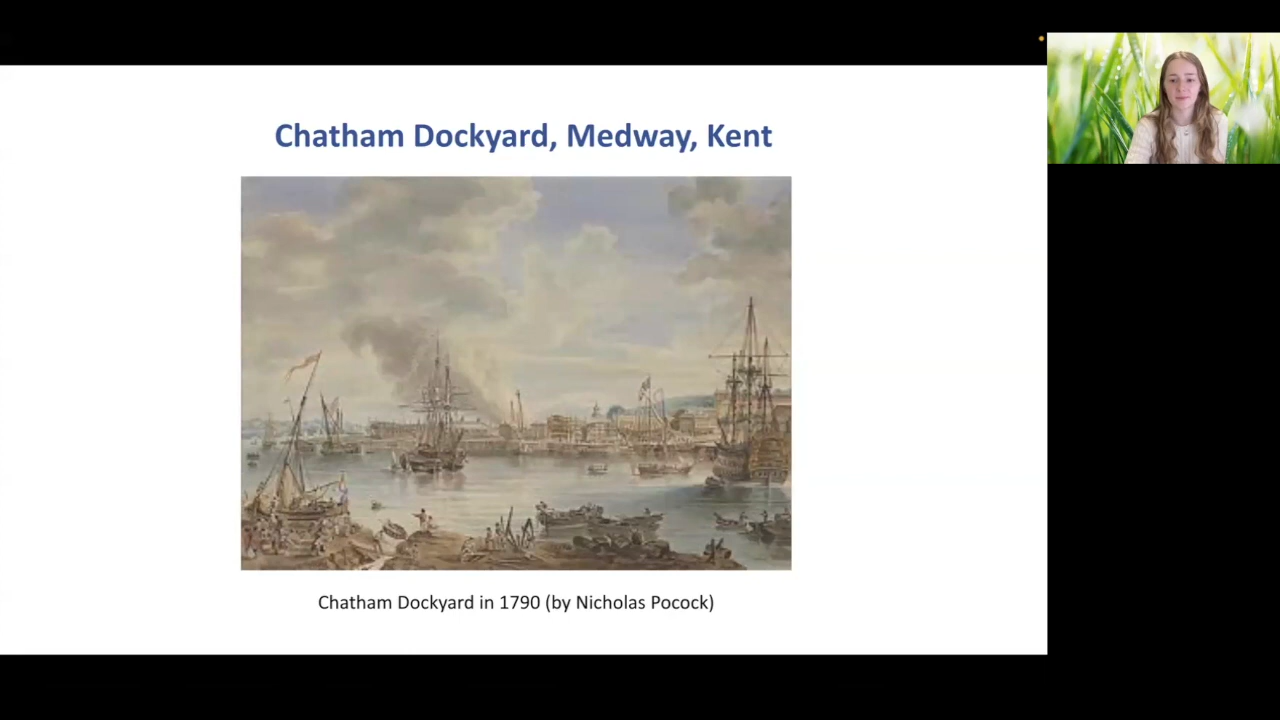 Chatham Dockyard, Medway, Kent
Chatham Dockyard in 1790 (by Nicholas Pocock)